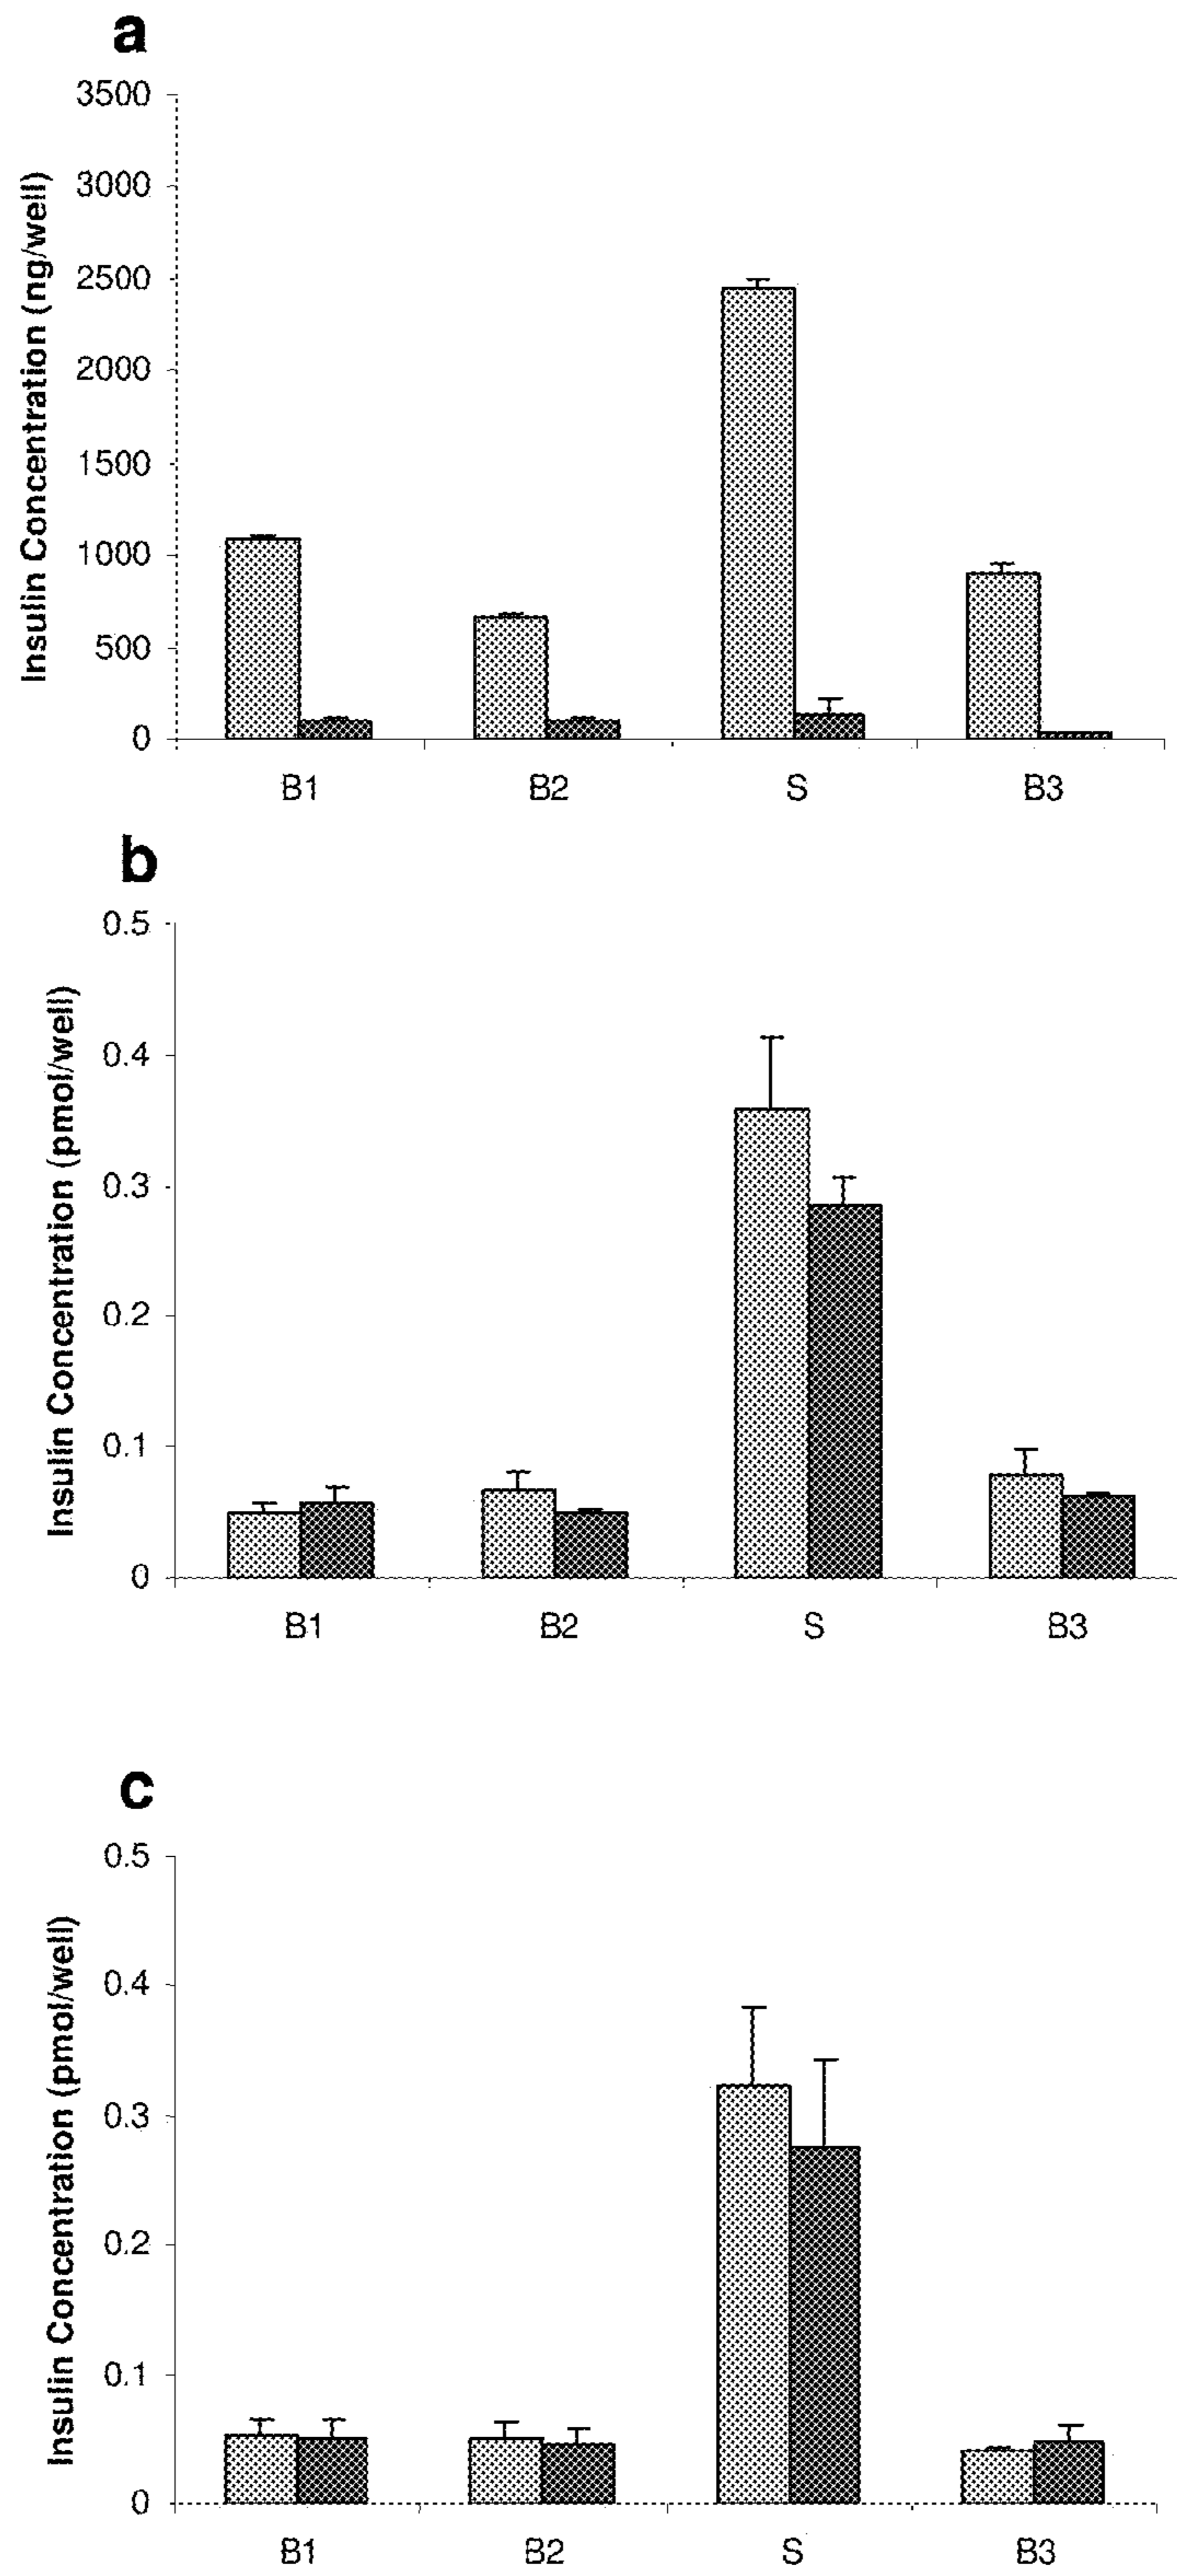 a
Insulin Concentration (ng/well)
3500
3000
2500
2000
1500
1000
500
0
B1 B2 S B3
b
Insulin Concentration (pmol/well)
0.5
0.4
0.3
0.2
0.1
0
B1 B2 S B3
c
Insulin Concentration (pmol/well)
0.5
0.4
0.3
0.2
0.1
0
B1 B2 S B3